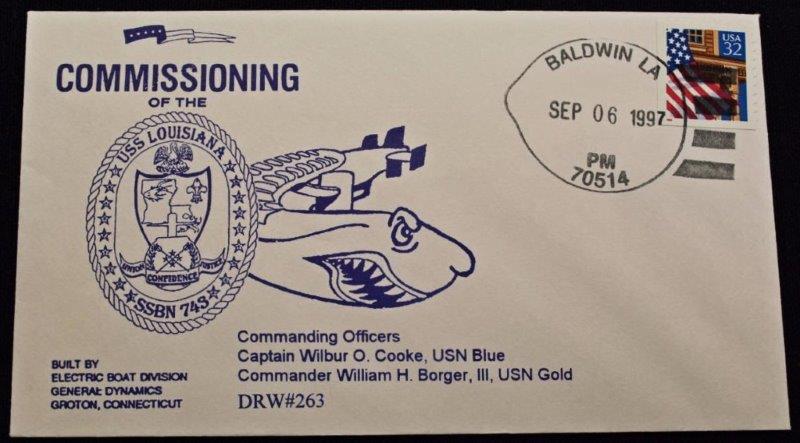 COMMISSIONING
OF THE
USS LOUISIANA
UNION JUSTICE
CONFIDENCE
SSBN 743
USA
32
BALDWIN LA
SEP 06 1997
PM
70514
Commanding Officers
Captain Wilbur O. Cooke, USN Blue
Commander William H. Borger, III, USN Gold
DRW#263
BUILT BY
ELECTRIC BOAT DIVISION
GENERAL DYNAMICS
GROTON, CONNECTICUT